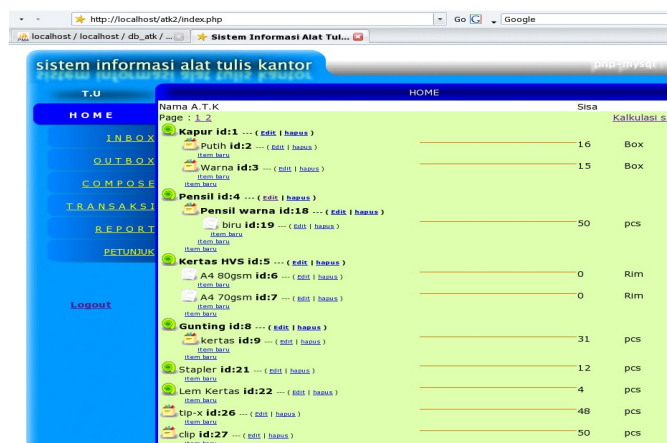 http://localhost/atk2/index.php Go Google
localhost / localhost / db_atk / ... Sistem Informasi Alat Tul...
sistem informasi alat tulis kantor php-mysql
T.U HOME
HOME
INBOX
OUTBOX
COMPOSE
TRANSAKSI
REPORT
PETUNJUK
Logout
Nama A.T.K Sisa
Page : 1 2 Kalkulasi s
Kapur id:1 --- ( Edit | hapus )
Putih id:2 --- ( Edit | hapus ) 16 Box
item baru
Warna id:3 --- ( Edit | hapus ) 15 Box
item baru
item baru
Pensil id:4 --- ( Edit | hapus )
Pensil warna id:18 --- ( Edit | hapus )
biru id:19 --- ( Edit | hapus ) 50 pcs
item baru
item baru
item baru
Kertas HVS id:5 --- ( Edit | hapus )
A4 80gsm id:6 --- ( Edit | hapus ) 0 Rim
item baru
A4 70gsm id:7 --- ( Edit | hapus ) 0 Rim
item baru
item baru
Gunting id:8 --- ( Edit | hapus )
kertas id:9 --- ( Edit | hapus ) 31 pcs
item baru
item baru
Stapler id:21 --- ( Edit | hapus ) 12 pcs
item baru
Lem Kertas id:22 --- ( Edit | hapus ) 4 pcs
item baru
tip-x id:26 --- ( Edit | hapus ) 48 pcs
item baru
clip id:27 --- ( Edit | hapus ) 50 pcs